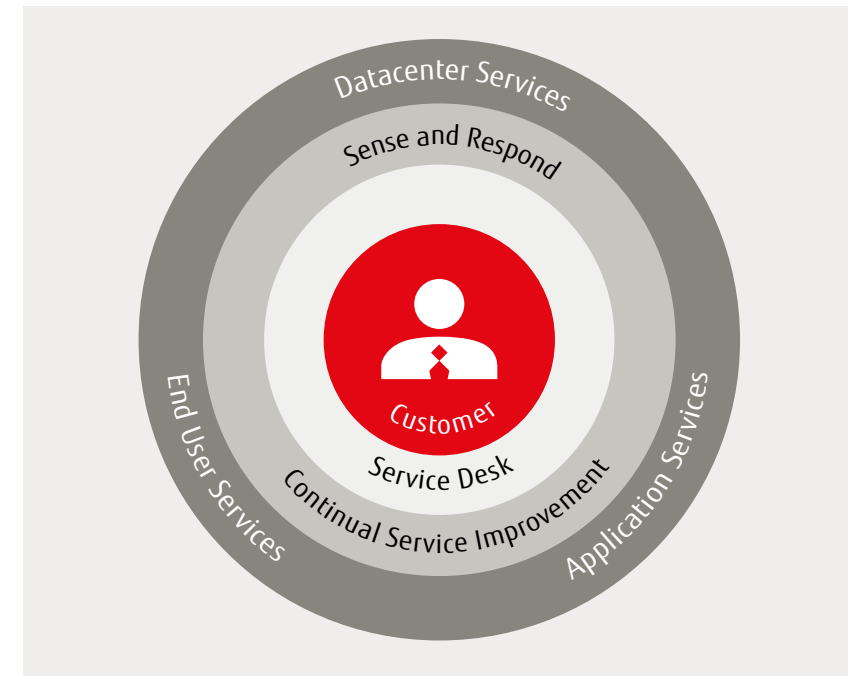 Datacenter Services
Sense and Respond
Customer
Service Desk
Continual Service Improvement
End User Services
Application Services